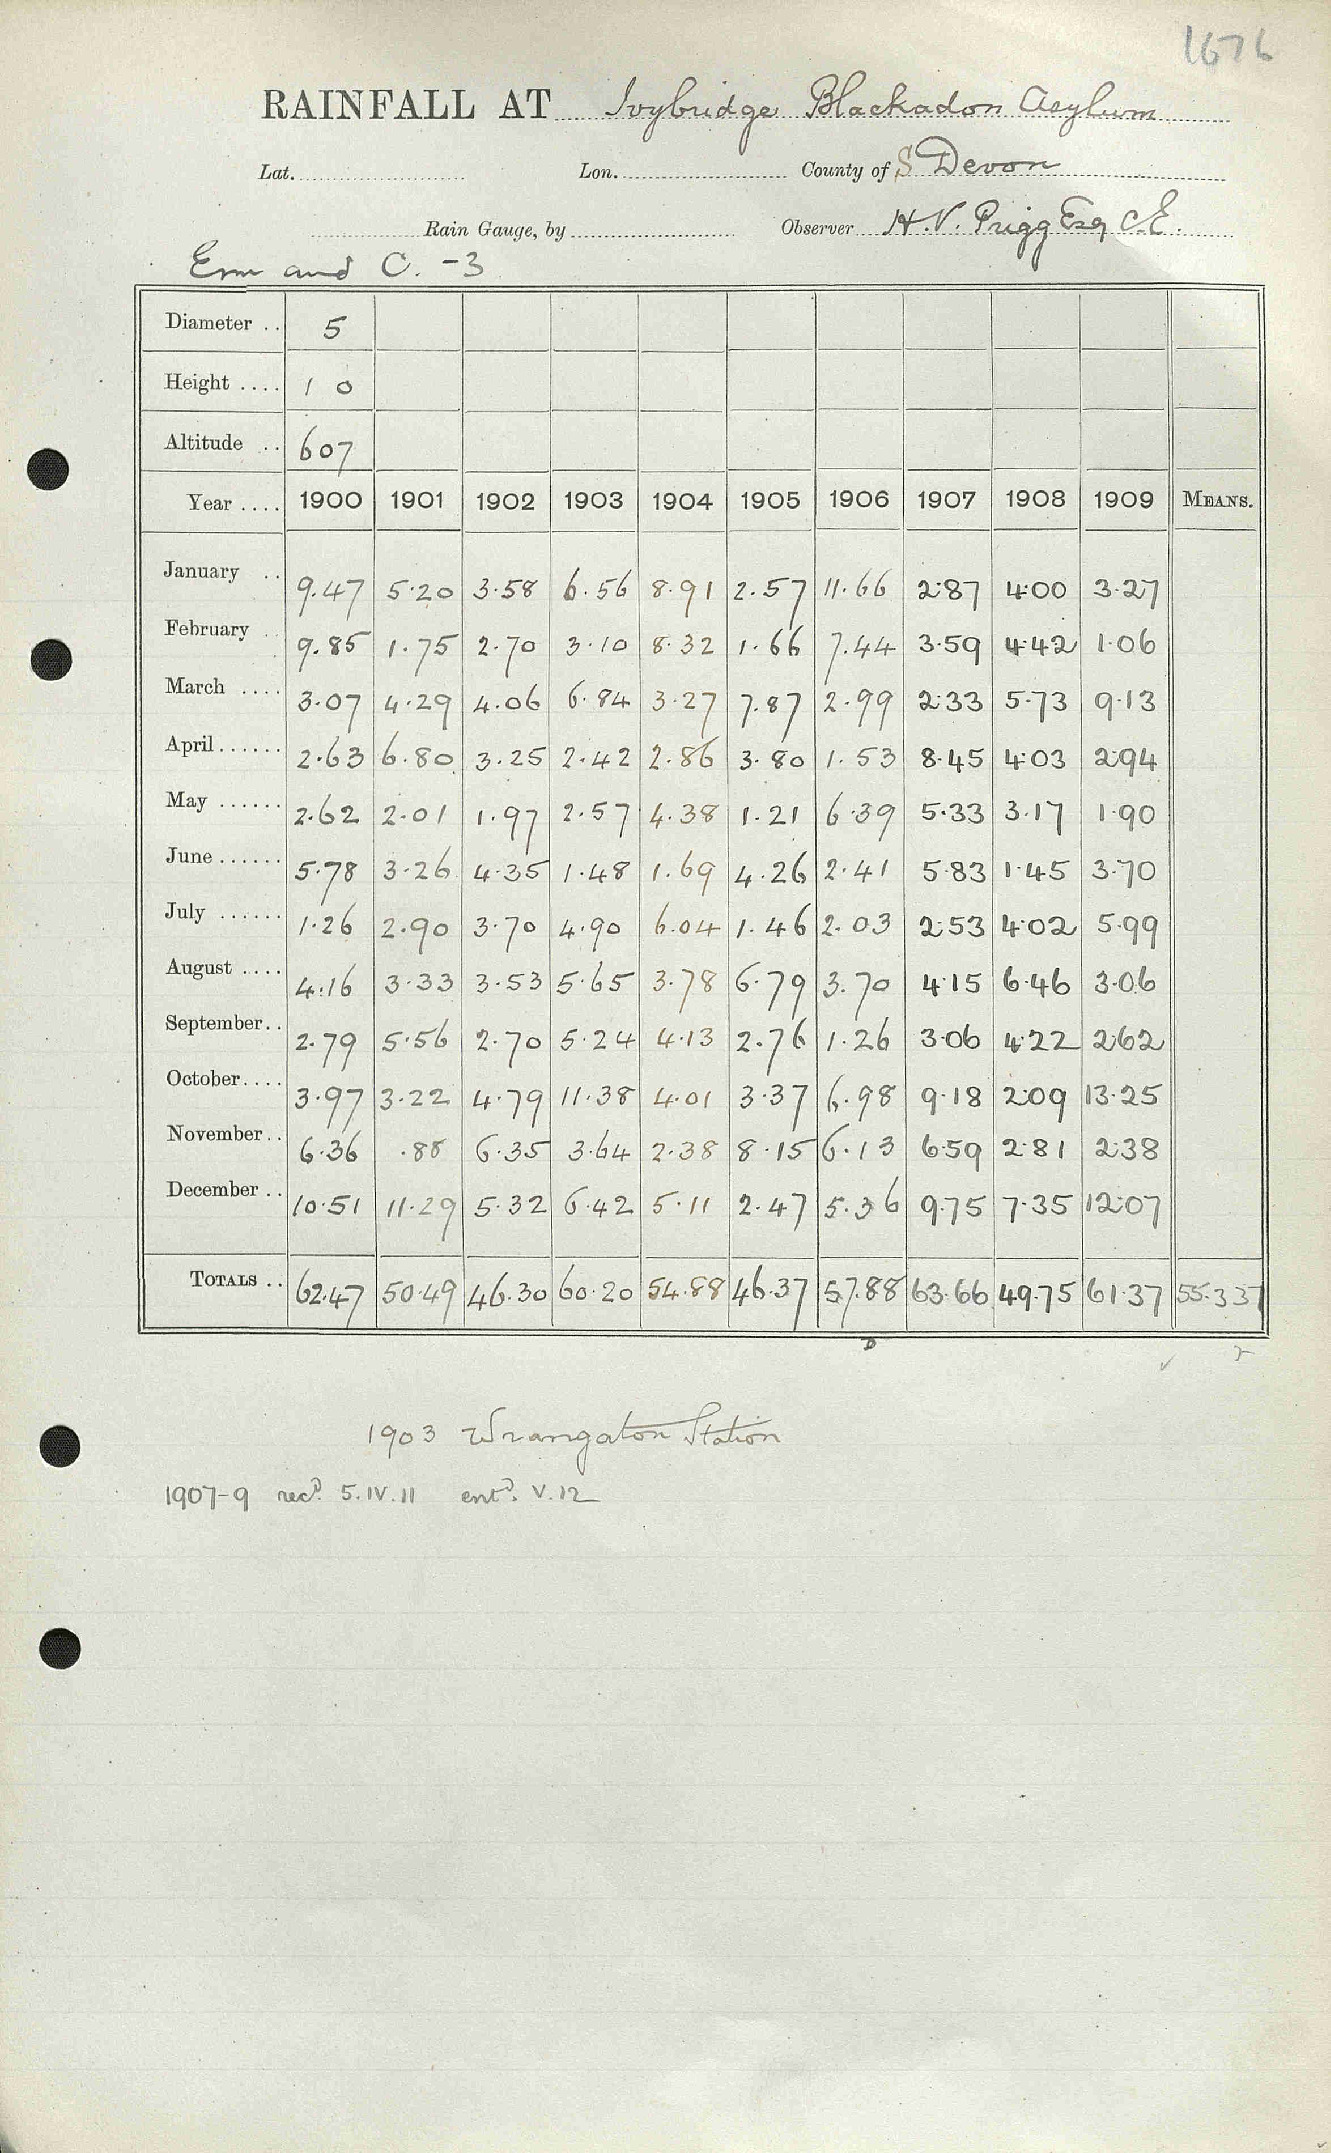 1676
RAINFALL AT Ivybridge Blackadon Asylum
Lat. Lon. County of S Devon
Rain Gauge, by Observer H.V. Prigg Esq C.E.
Erm and C. -3
Diameter .. 5
Height .... 1 0
Altitude .. 607
Year .... 1900 1901 1902 1903 1904 1905 1906 1907 1908 1909 MEANS.
January .. 9.47 5.20 3.58 6.56 8.91 2.57 11.66 2.87 4.00 3.27
February .. 9.85 1.75 2.70 3.10 8.32 1.66 7.44 3.59 4.42 1.06
March .... 3.07 4.29 4.06 6.84 3.27 7.87 2.99 2.33 5.73 9.13
April...... 2.63 6.80 3.25 2.42 2.86 3.80 1.53 8.45 4.03 2.94
May ...... 2.62 2.01 1.97 2.57 4.38 1.21 6.39 5.33 3.17 1.90
June...... 5.78 3.26 4.35 1.48 1.69 4.26 2.41 5.83 1.45 3.70
July ...... 1.26 2.90 3.70 4.90 6.04 1.46 2.03 2.53 4.02 5.99
August .... 4.16 3.33 3.53 5.65 3.78 6.79 3.70 4.15 6.46 3.06
September.. 2.79 5.56 2.70 5.24 4.13 2.76 1.26 3.06 4.22 2.62
October.... 3.97 3.22 4.79 11.38 4.01 3.37 6.98 9.18 2.09 13.25
November.. 6.36 .88 6.35 3.64 2.38 8.15 6.13 6.59 2.81 2.38
December .. 10.51 11.29 5.32 6.42 5.11 2.47 5.36 9.75 7.35 12.07
TOTALS .. 62.47 50.49 46.30 60.20 54.88 46.37 57.88 63.66 49.75 61.37 55.337
D
1903 Wrangaton Station
1907-9 recd. 5.IV.11 entd. V.12